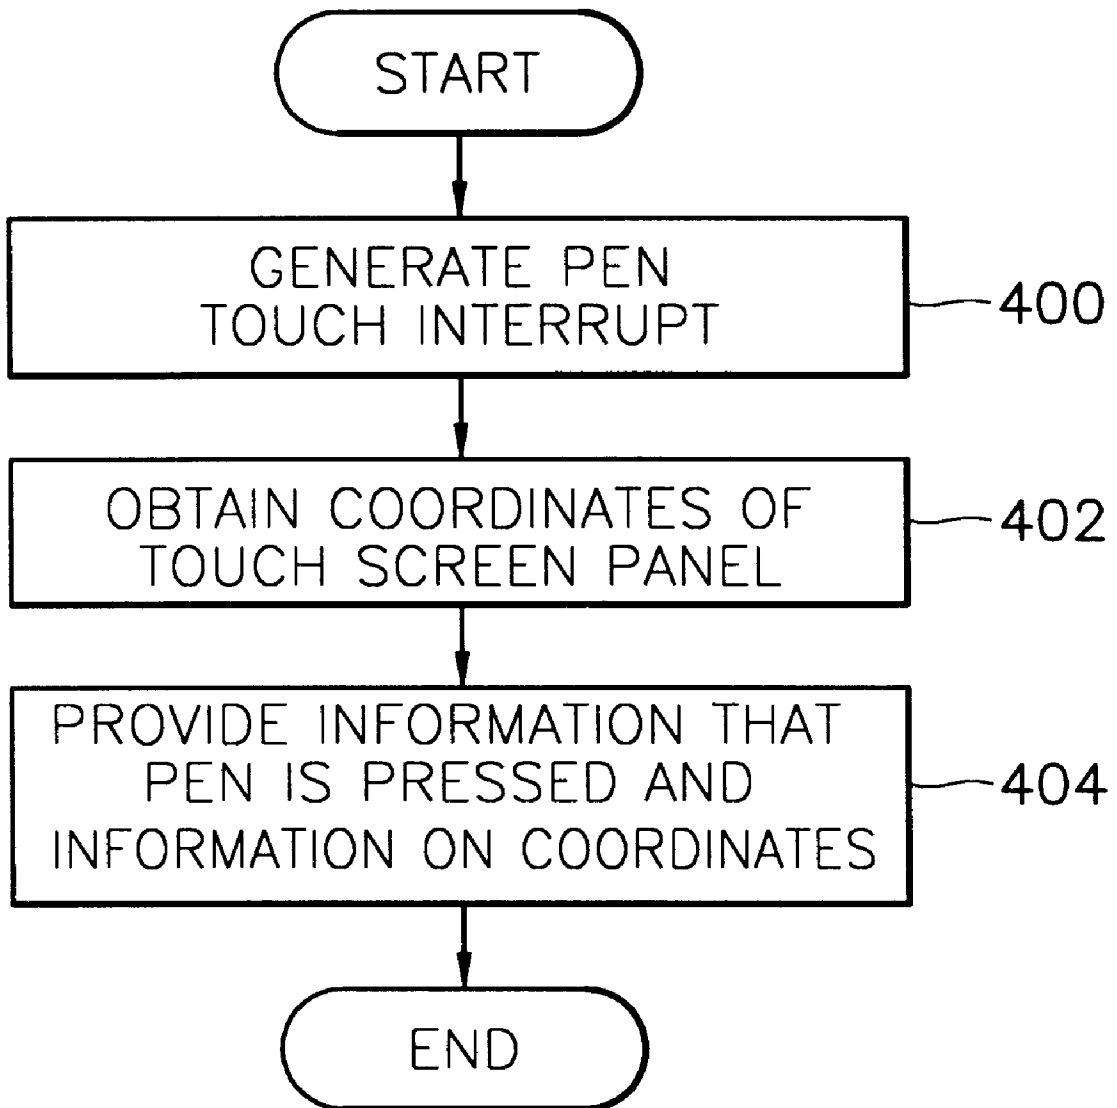 START
GENERATE PEN
TOUCH INTERRUPT
400
OBTAIN COORDINATES OF
TOUCH SCREEN PANEL
402
PROVIDE INFORMATION THAT
PEN IS PRESSED AND
INFORMATION ON COORDINATES
404
END